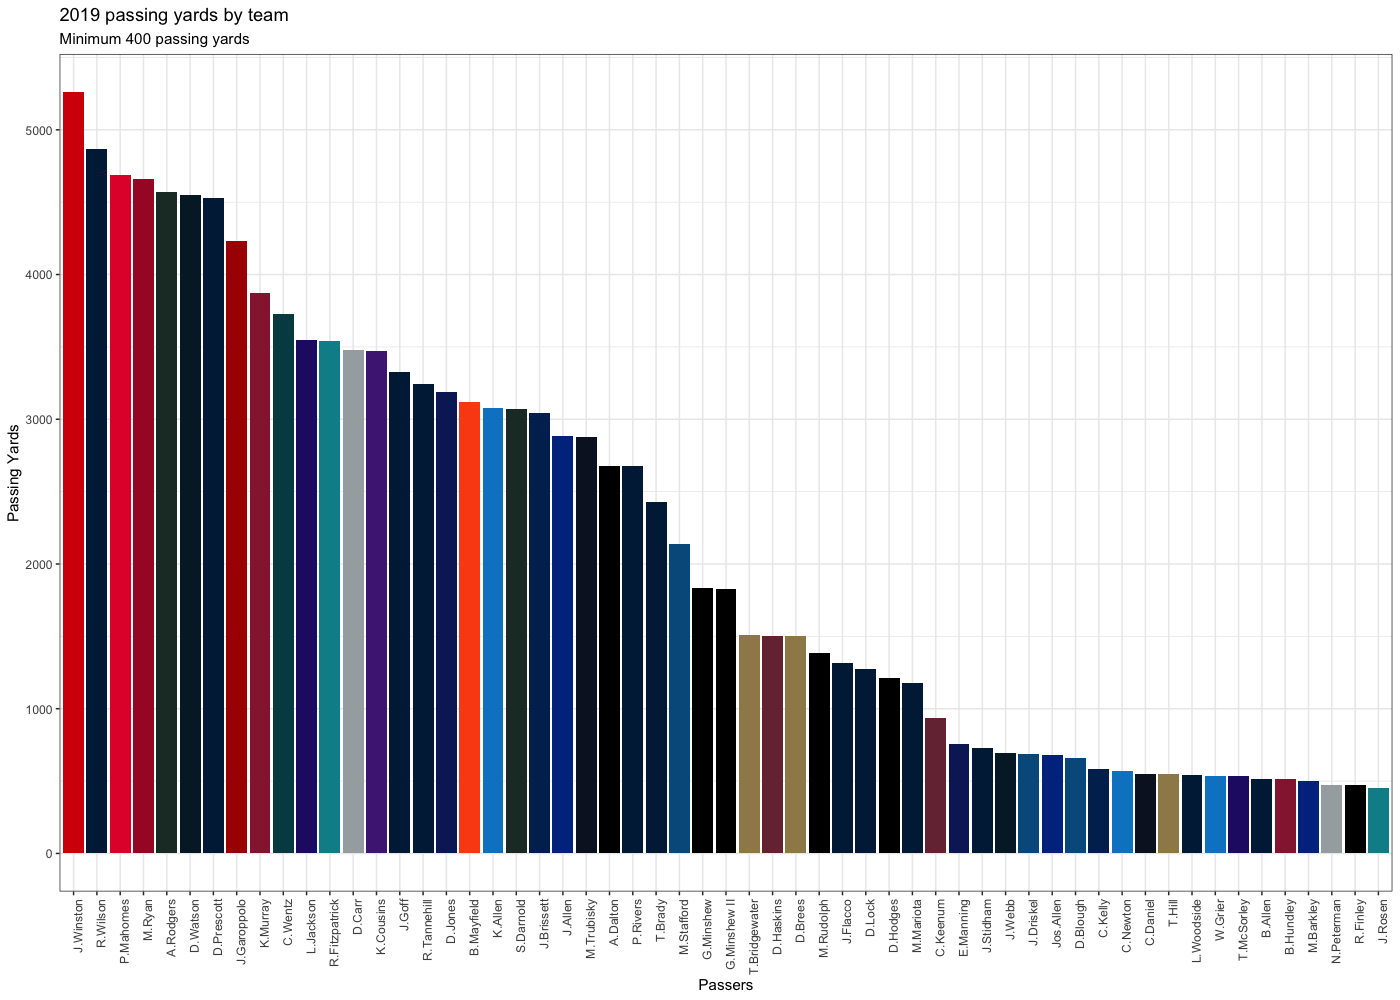 2019 passing yards by team
Minimum 400 passing yards
Passing Yards
5000
4000
3000
2000
1000
0
J.Winston
R.Wilson
P.Mahomes
M.Ryan
A.Rodgers
D.Watson
D.Prescott
J.Garoppolo
K.Murray
C.Wentz
L.Jackson
R.Fitzpatrick
D.Carr
K.Cousins
J.Goff
R.Tannehill
D.Jones
B.Mayfield
K.Allen
S.Darnold
J.Brissett
J.Allen
M.Trubisky
A.Dalton
P.Rivers
T.Brady
M.Stafford
G.Minshew
G.Minshew II
T.Bridgewater
D.Haskins
D.Brees
M.Rudolph
J.Flacco
D.Lock
D.Hodges
M.Mariota
C.Keenum
E.Manning
J.Stidham
J.Webb
J.Driskel
Jos.Allen
D.Blough
C.Kelly
C.Newton
C.Daniel
T.Hill
L.Woodside
W.Grier
T.McSorley
B.Allen
B.Hundley
M.Barkley
N.Peterman
R.Finley
J.Rosen
Passers